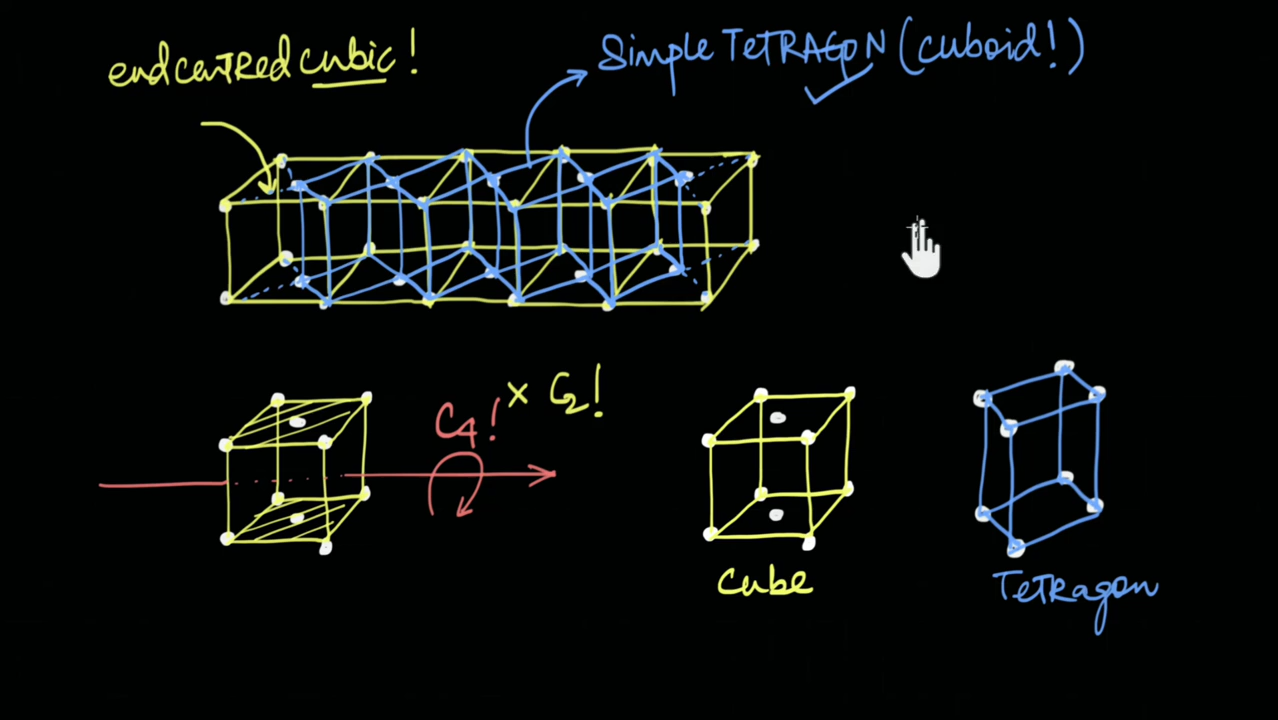 endcentred cubic!
Simple TETRAGON (cuboid!)
C4! × C2!
Cube
Tetragon